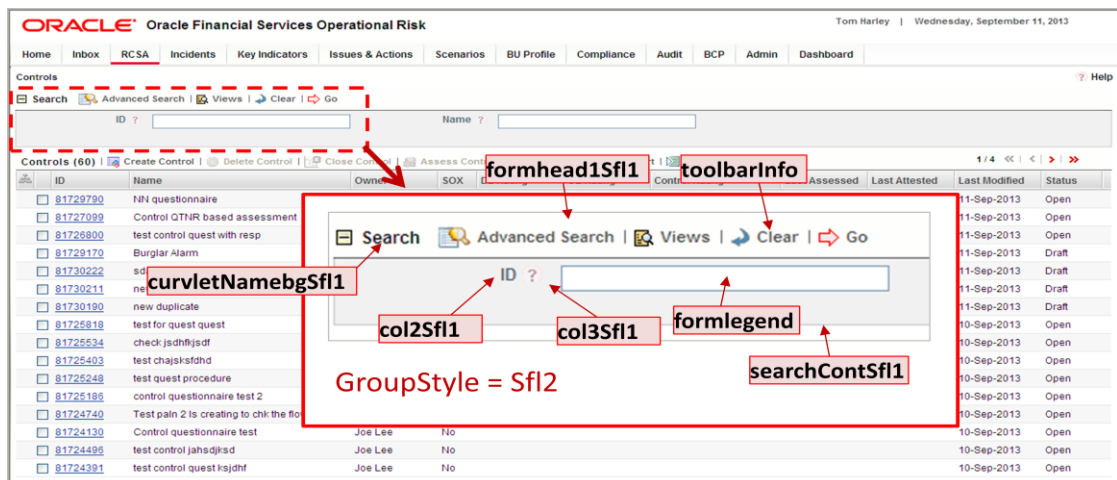 ORACLE Oracle Financial Services Operational Risk Tom Harley | Wednesday, September 11, 2013
Home Inbox RCSA Incidents Key Indicators Issues & Actions Scenarios BU Profile Compliance Audit BCP Admin Dashboard
Controls ? Help
Search Advanced Search | Views | Clear | Go
ID ? Name ?
Controls (60) | Create Control | Delete Control | Close Control | Assess Cont 1/4
ID Name Owner SOX Contr Assessed Last Attested Last Modified Status
81729790 NN questionnaire 11-Sep-2013 Open
81727099 Control QTNR based assessment 11-Sep-2013 Open
81726800 test control quest with resp 11-Sep-2013 Open
81729170 Burglar Alarm 11-Sep-2013 Draft
81730222 sd 11-Sep-2013 Draft
81730211 ne 11-Sep-2013 Draft
81730190 new duplicate 11-Sep-2013 Draft
81725818 test for quest quest 10-Sep-2013 Open
81725534 check jsdhfkjsdf 10-Sep-2013 Open
81725403 test chajsksfdhd 10-Sep-2013 Open
81725248 test quest procedure 10-Sep-2013 Open
81725186 control questionnaire test 2 10-Sep-2013 Open
81724740 Test paln 2 Is creating to chk the flo 10-Sep-2013 Open
81724130 Control questionnaire test Joe Lee No 10-Sep-2013 Open
81724496 test control jahsdjksd Joe Lee No 10-Sep-2013 Open
81724391 test control quest ksjdhf Joe Lee No 10-Sep-2013 Open
formhead1Sfl1 toolbarInfo
Search Advanced Search | Views | Clear | Go
curvletNamebgSfl1
ID ?
col2Sfl1 col3Sfl1 formlegend
searchContSfl1
GroupStyle = Sfl2